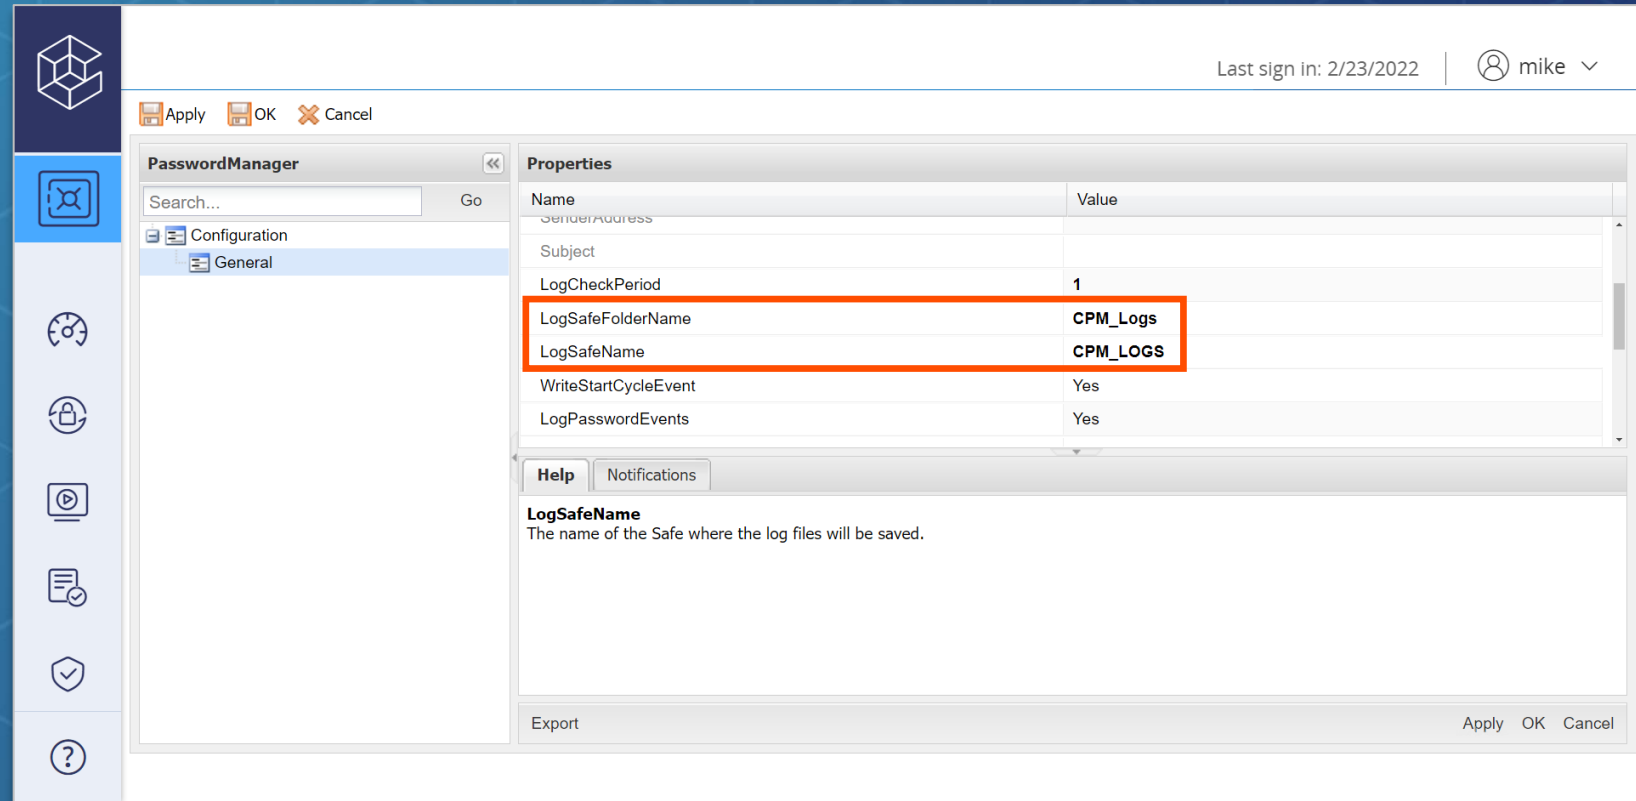 Last sign in: 2/23/2022 mike
Apply OK Cancel
PasswordManager
Search... Go
Configuration
General
Properties
Name Value
SenderAddress
Subject
LogCheckPeriod 1
LogSafeFolderName CPM_Logs
LogSafeName CPM_LOGS
WriteStartCycleEvent Yes
LogPasswordEvents Yes
Help Notifications
LogSafeName
The name of the Safe where the log files will be saved.
Export Apply OK Cancel